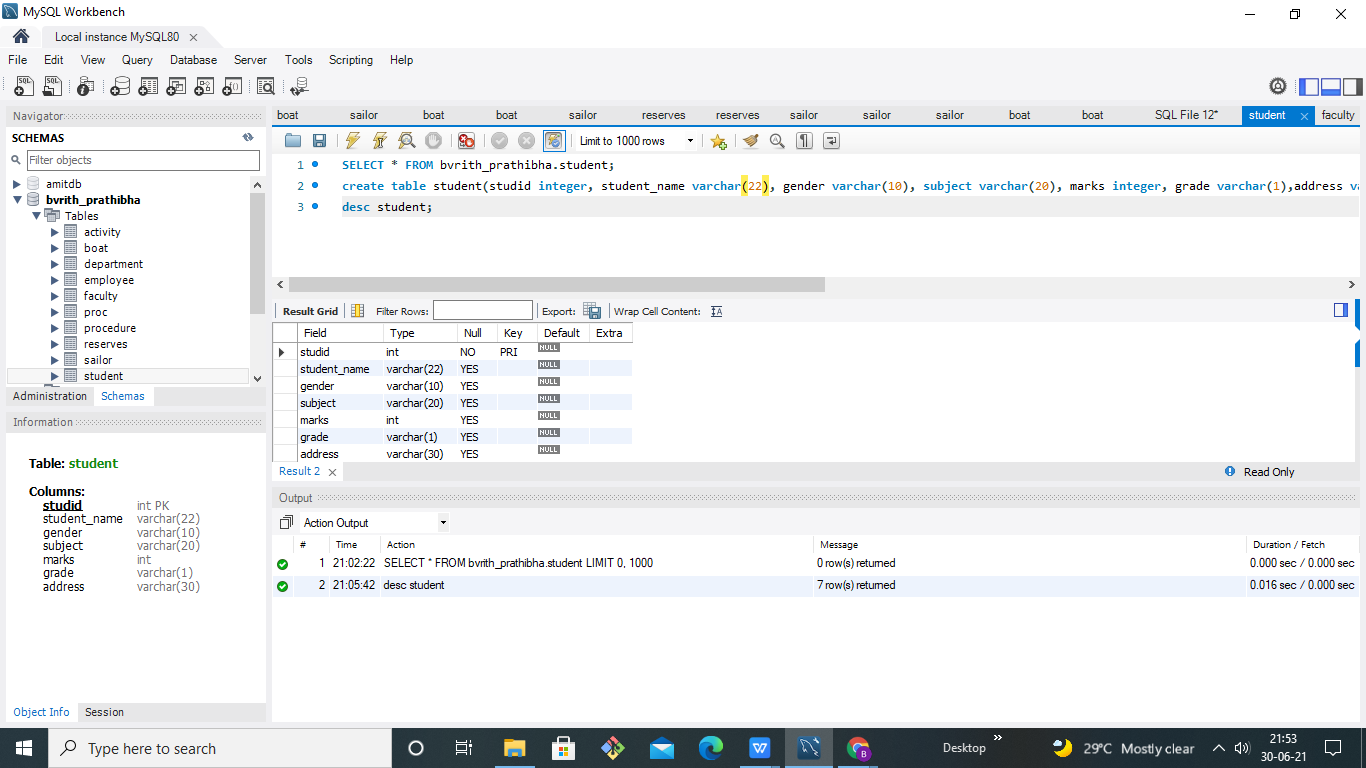 MySQL Workbench
Local instance MySQL80
File Edit View Query Database Server Tools Scripting Help
Navigator
SCHEMAS
Filter objects
amitdb
bvrith_prathibha
Tables
activity
boat
department
employee
faculty
proc
procedure
reserves
sailor
student
Administration Schemas
Information
Table: student
Columns:
studid int PK
student_name varchar(22)
gender varchar(10)
subject varchar(20)
marks int
grade varchar(1)
address varchar(30)
Object Info Session
boat sailor boat boat sailor reserves reserves sailor sailor sailor boat boat SQL File 12* student faculty
Limit to 1000 rows
1 SELECT * FROM bvrith_prathibha.student;
2 create table student(studid integer, student_name varchar(22), gender varchar(10), subject varchar(20), marks integer, grade varchar(1),address va
3 desc student;
Result Grid Filter Rows: Export: Wrap Cell Content:
Field Type Null Key Default Extra
studid int NO PRI NULL
student_name varchar(22) YES NULL
gender varchar(10) YES NULL
subject varchar(20) YES NULL
marks int YES NULL
grade varchar(1) YES NULL
address varchar(30) YES NULL
Result 2 Read Only
Output
Action Output
# Time Action Message Duration / Fetch
1 21:02:22 SELECT * FROM bvrith_prathibha.student LIMIT 0, 1000 0 row(s) returned 0.000 sec / 0.000 sec
2 21:05:42 desc student 7 row(s) returned 0.016 sec / 0.000 sec
Type here to search
Desktop
29°C Mostly clear
21:53
30-06-21